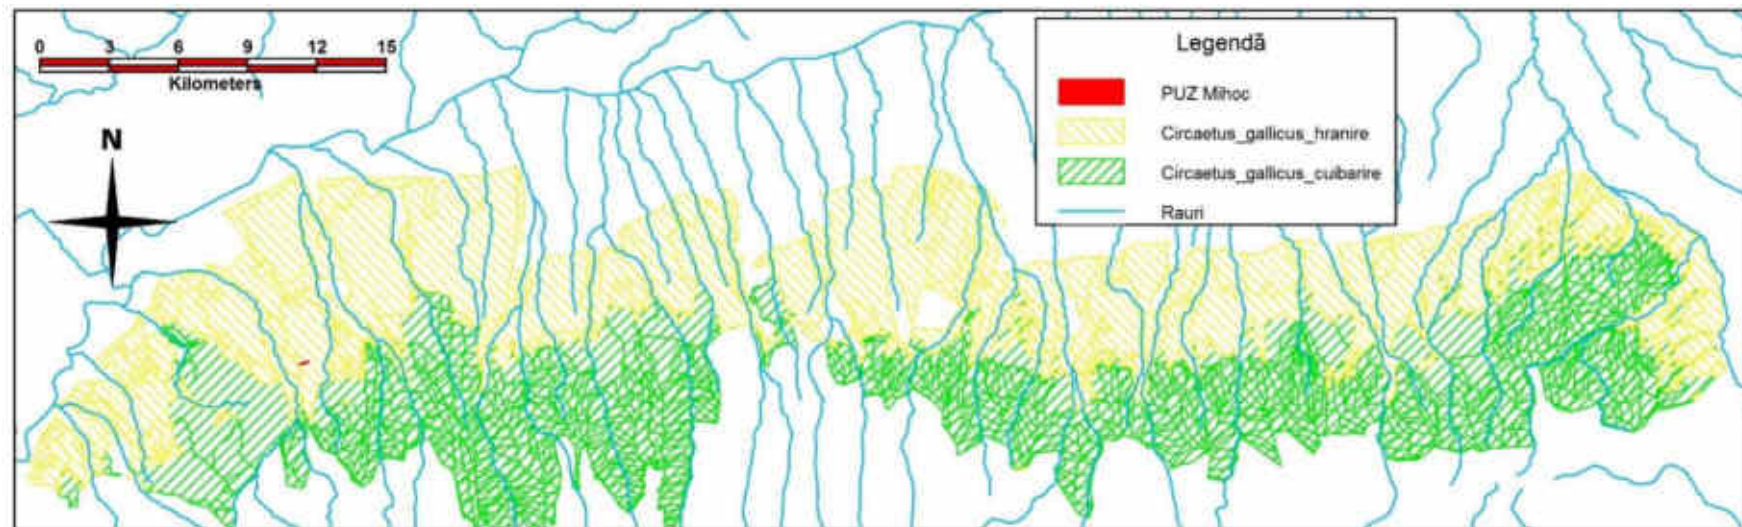 0 3 6 9 12 15
Kilometers
N
Legendă
PUZ Mihoc
Circaetus_gallicus_hranire
Circaetus_gallicus_cuibarire
Rauri